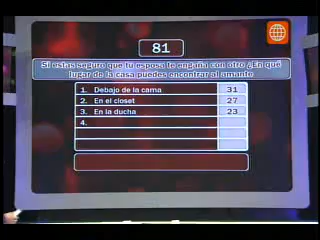 81
Si estas seguro que tu esposa te engaña con otro ¿En qué
lugar de la casa puedes encontrar al amante
1. Debajo de la cama 31
2. En el closet 27
3. En la ducha 23
4.